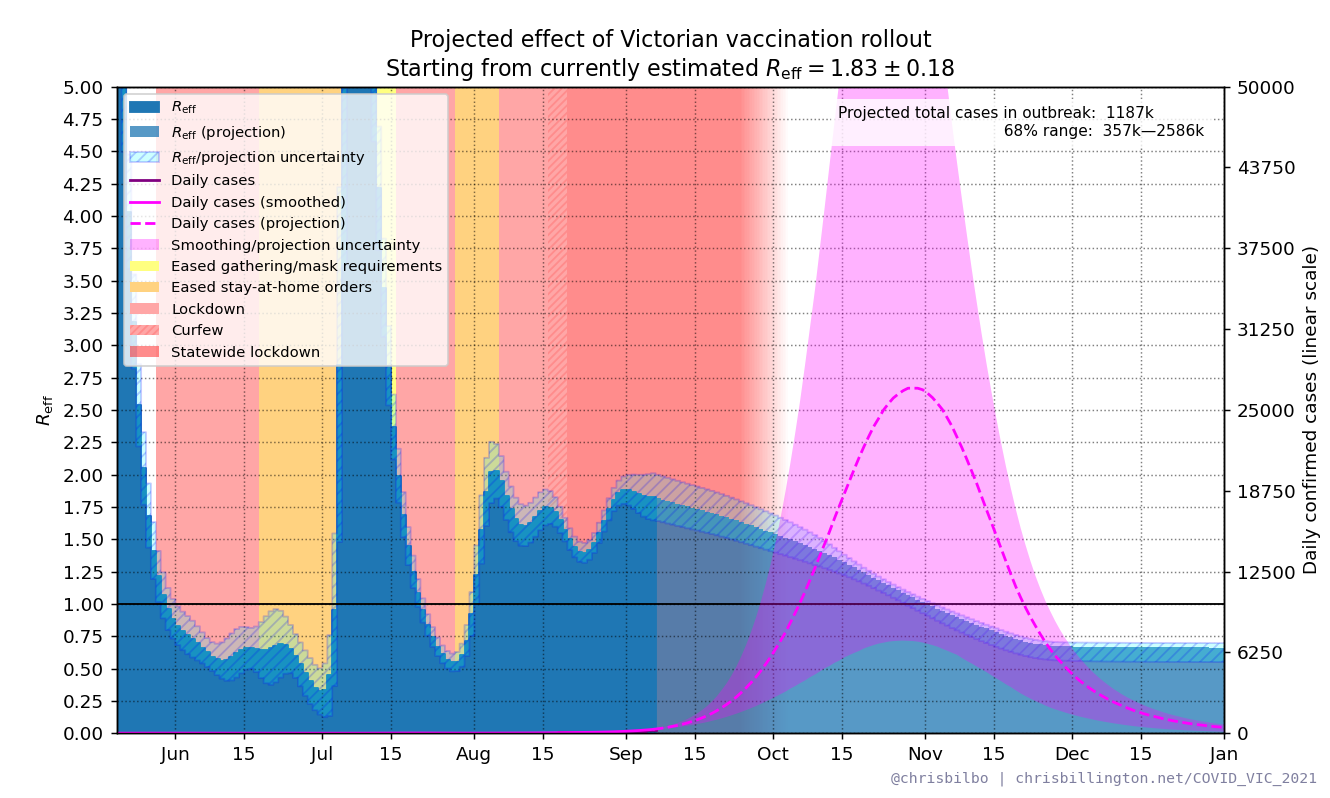 Projected effect of Victorian vaccination rollout
Starting from currently estimated Reff = 1.83 ± 0.18
Projected total cases in outbreak: 1187k
68% range: 357k—2586k
Reff
Reff (projection)
Reff/projection uncertainty
Daily cases
Daily cases (smoothed)
Daily cases (projection)
Smoothing/projection uncertainty
Eased gathering/mask requirements
Eased stay-at-home orders
Lockdown
Curfew
Statewide lockdown
Reff
5.00
4.75
4.50
4.25
4.00
3.75
3.50
3.25
3.00
2.75
2.50
2.25
2.00
1.75
1.50
1.25
1.00
0.75
0.50
0.25
0.00
50000
43750
37500
31250
25000
18750
12500
6250
0
Daily confirmed cases (linear scale)
Jun 15 Jul 15 Aug 15 Sep 15 Oct 15 Nov 15 Dec 15 Jan
@chrisbilbo | chrisbillington.net/COVID_VIC_2021